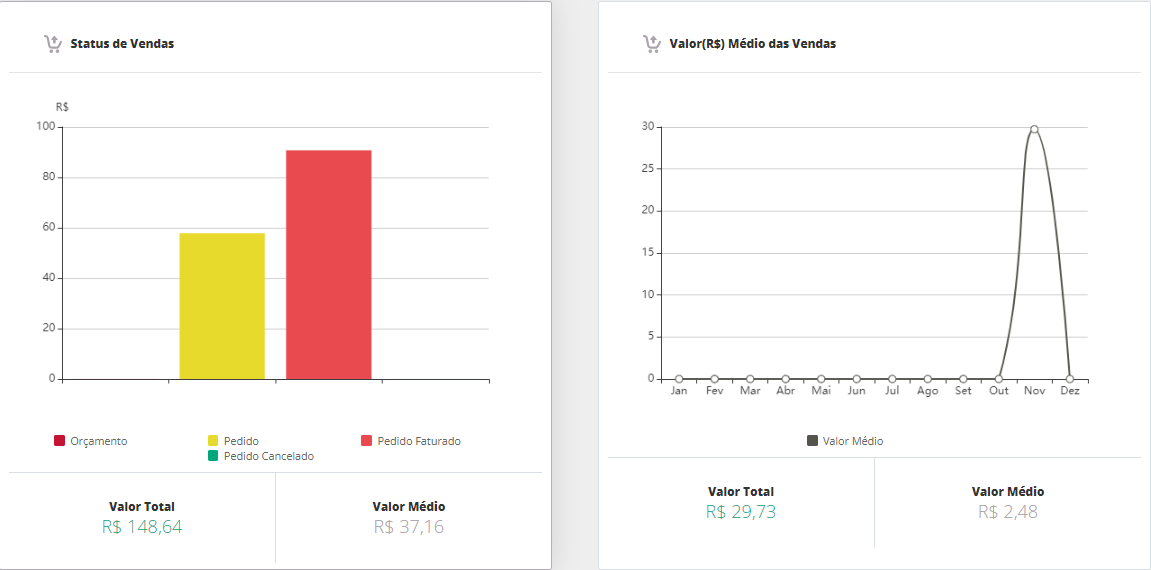 Status de Vendas
R$
100
80
60
40
20
0
Orçamento
Pedido
Pedido Faturado
Pedido Cancelado
Valor Total
R$ 148,64
Valor Médio
R$ 37,16
Valor(R$) Médio das Vendas
30
25
20
15
10
5
0
Jan Fev Mar Abr Mai Jun Jul Ago Set Out Nov Dez
Valor Médio
Valor Total
R$ 29,73
Valor Médio
R$ 2,48